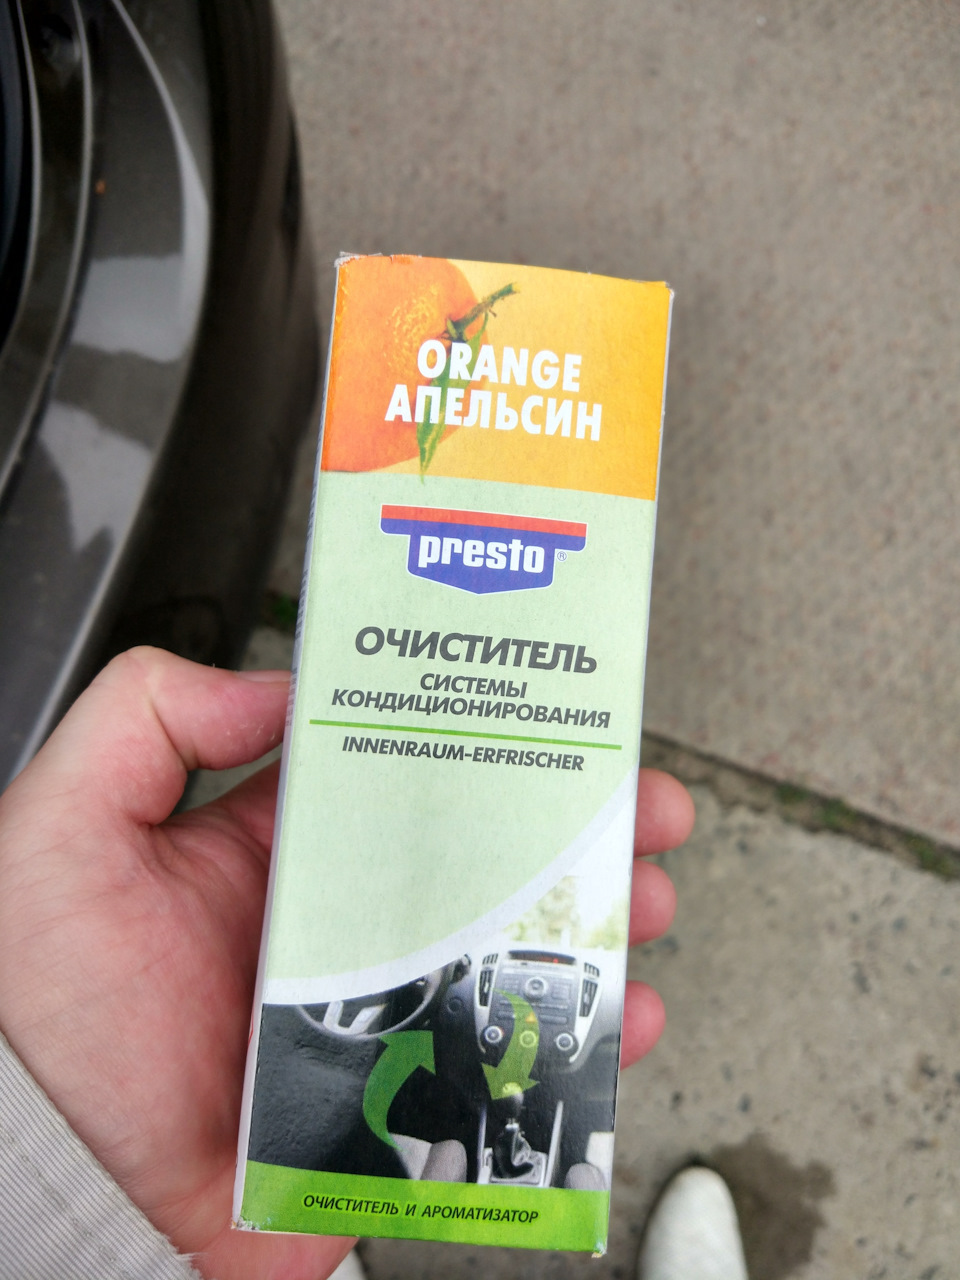 ORANGE
АПЕЛЬСИН
presto®
ОЧИСТИТЕЛЬ
СИСТЕМЫ
КОНДИЦИОНИРОВАНИЯ
INNENRAUM-ERFRISCHER
ОЧИСТИТЕЛЬ И АРОМАТИЗАТОР